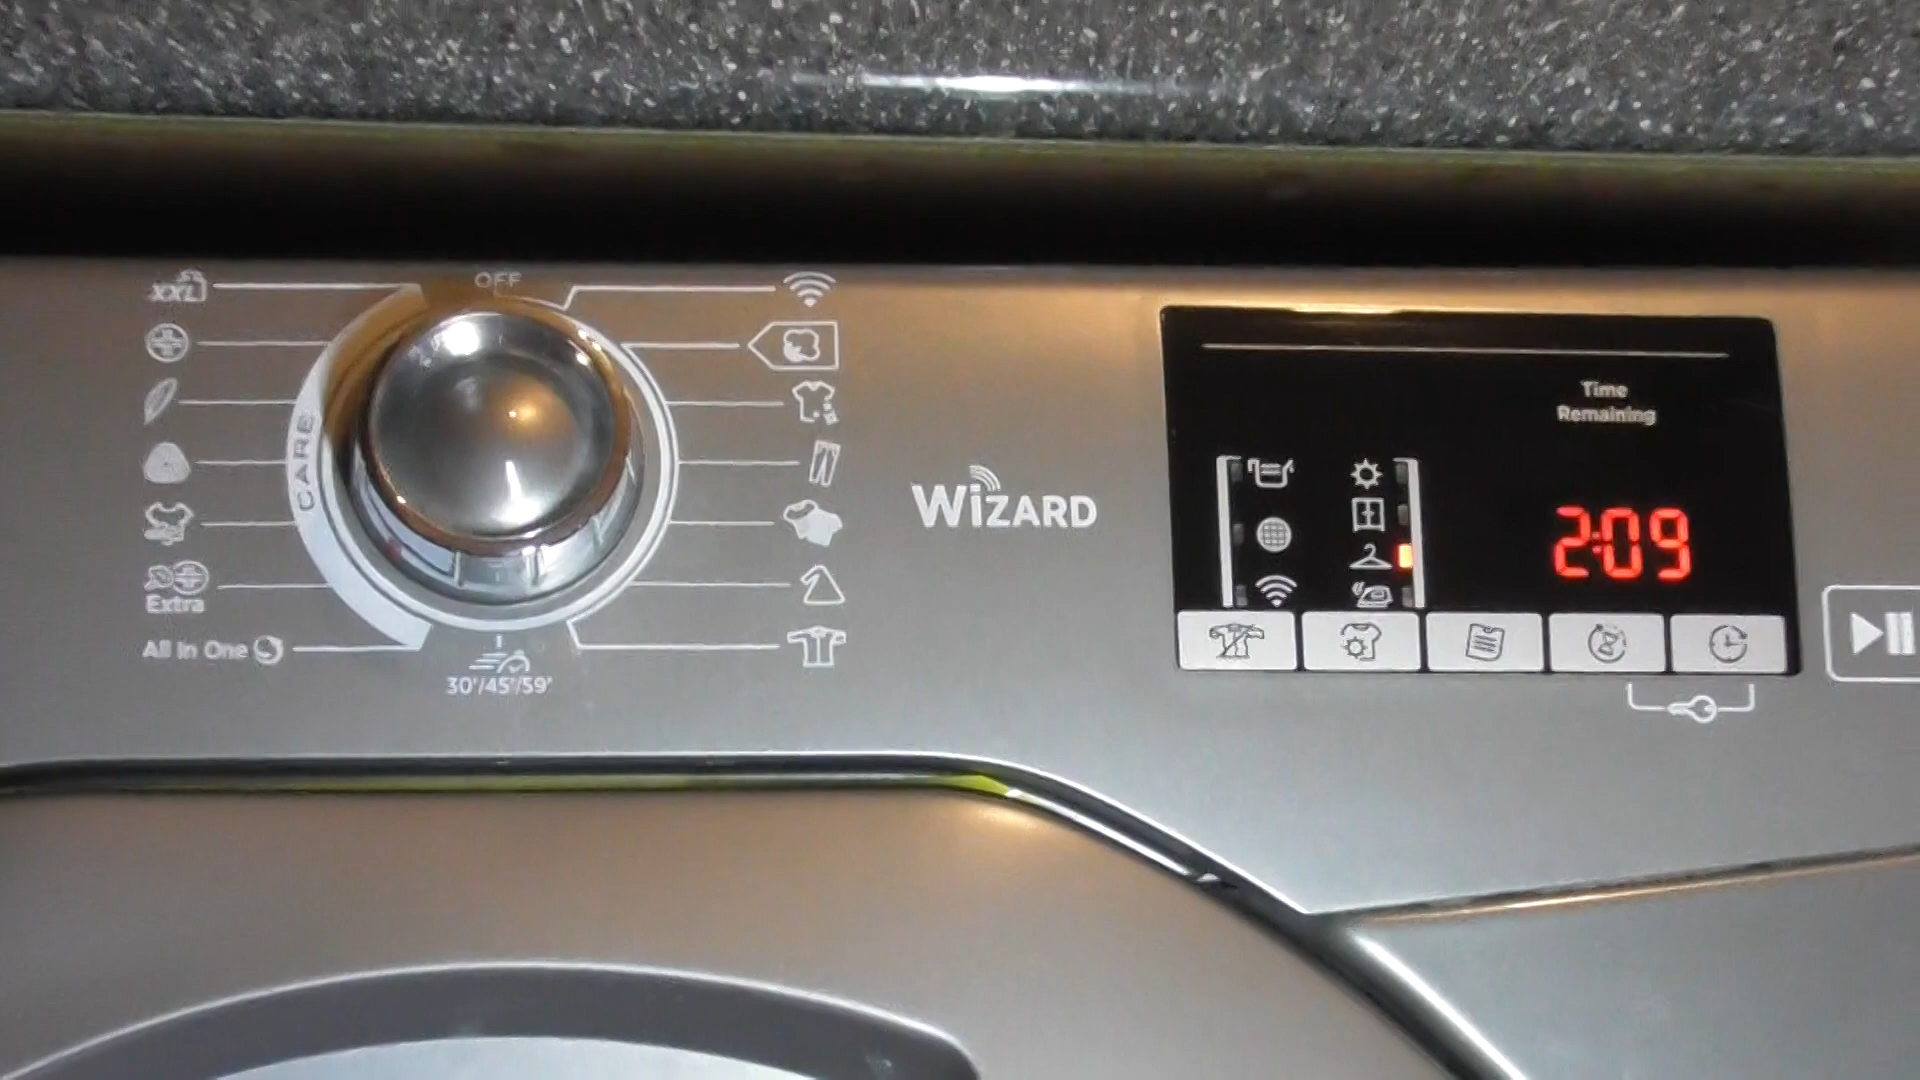 OFF
XXL
CARE
Extra
All In One
30'/45'/59'
WiZARD
Time
Remaining
2:09